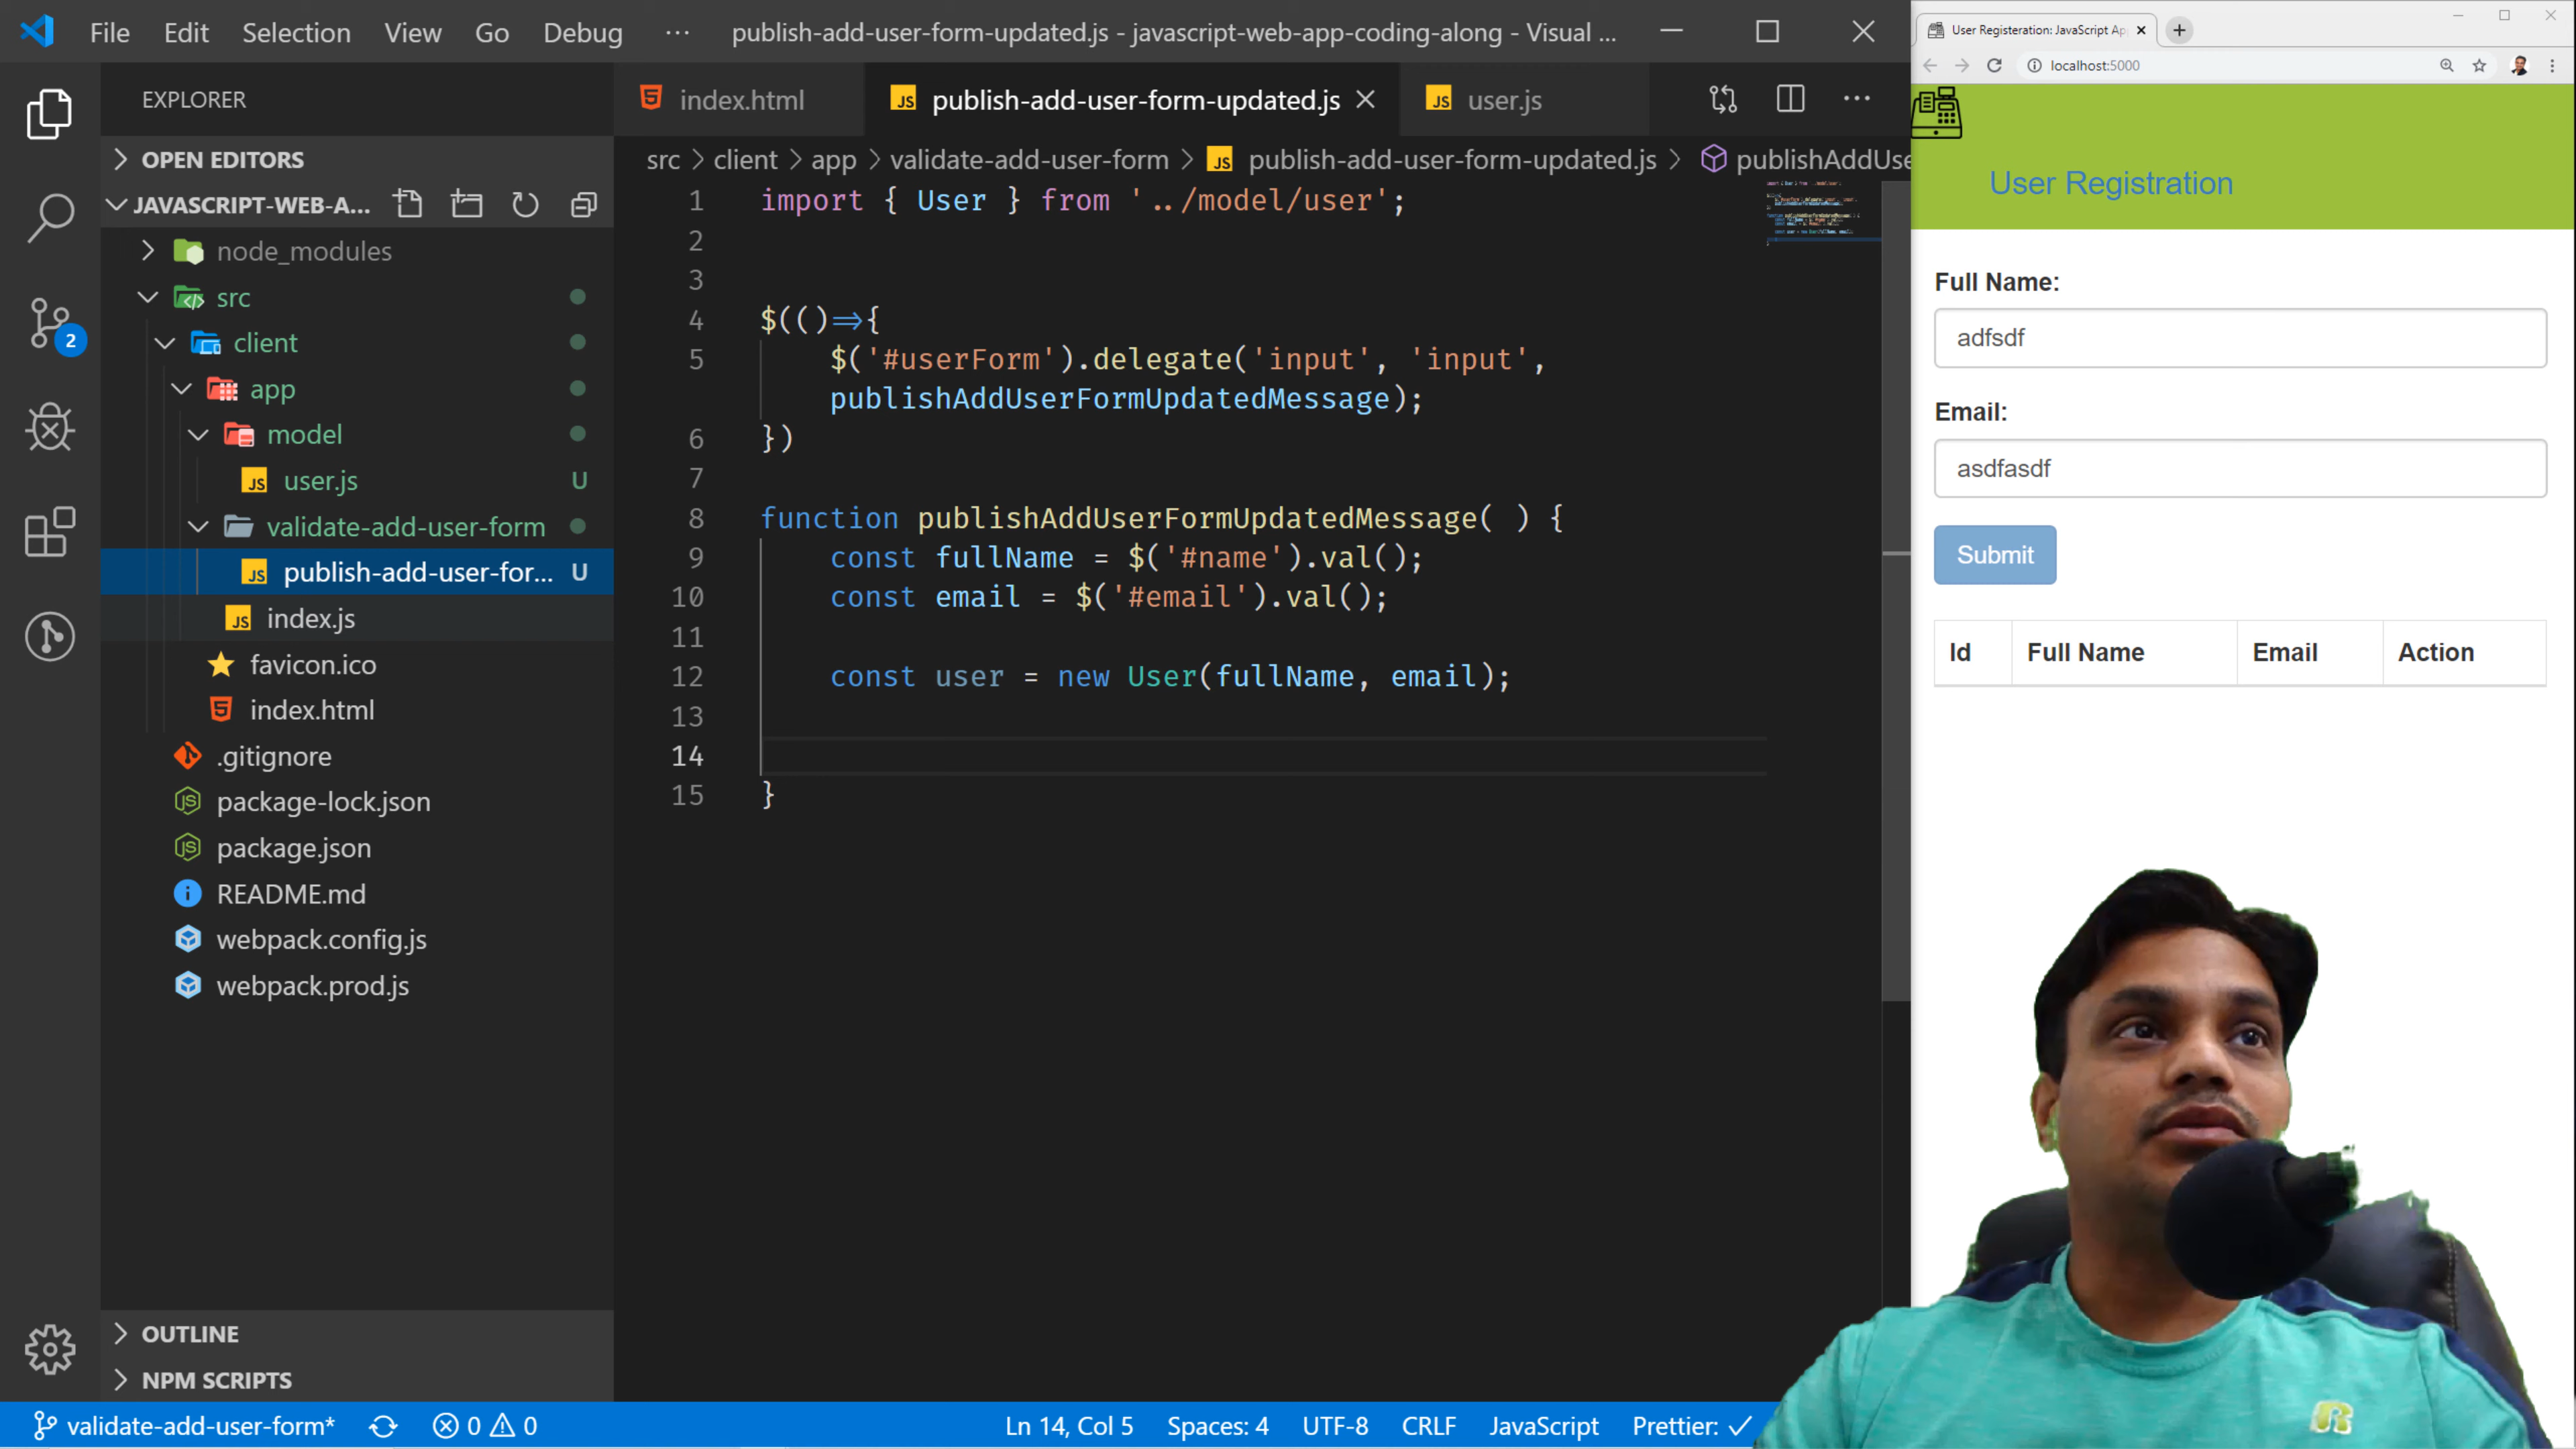 File Edit Selection View Go Debug ··· publish-add-user-form-updated.js - javascript-web-app-coding-along - Visual ...
EXPLORER
OPEN EDITORS
JAVASCRIPT-WEB-A...
node_modules
src
client
app
model
user.js U
validate-add-user-form
publish-add-user-for... U
index.js
favicon.ico
index.html
.gitignore
package-lock.json
package.json
README.md
webpack.config.js
webpack.prod.js
OUTLINE
NPM SCRIPTS
2
index.html publish-add-user-form-updated.js user.js
src > client > app > validate-add-user-form > JS publish-add-user-form-updated.js > publishAddUse
1 import { User } from '../model/user';
2
3
4 $(()=>{
5 $('#userForm').delegate('input', 'input',
publishAddUserFormUpdatedMessage);
6 })
7
8 function publishAddUserFormUpdatedMessage( ) {
9 const fullName = $('#name').val();
10 const email = $('#email').val();
11
12 const user = new User(fullName, email);
13
14
15 }
validate-add-user-form* 0 0 Ln 14, Col 5 Spaces: 4 UTF-8 CRLF JavaScript Prettier: ✓
User Registeration: JavaScript Ap
localhost:5000
User Registration
Full Name:
adfsdf
Email:
asdfasdf
Submit
Id Full Name Email Action